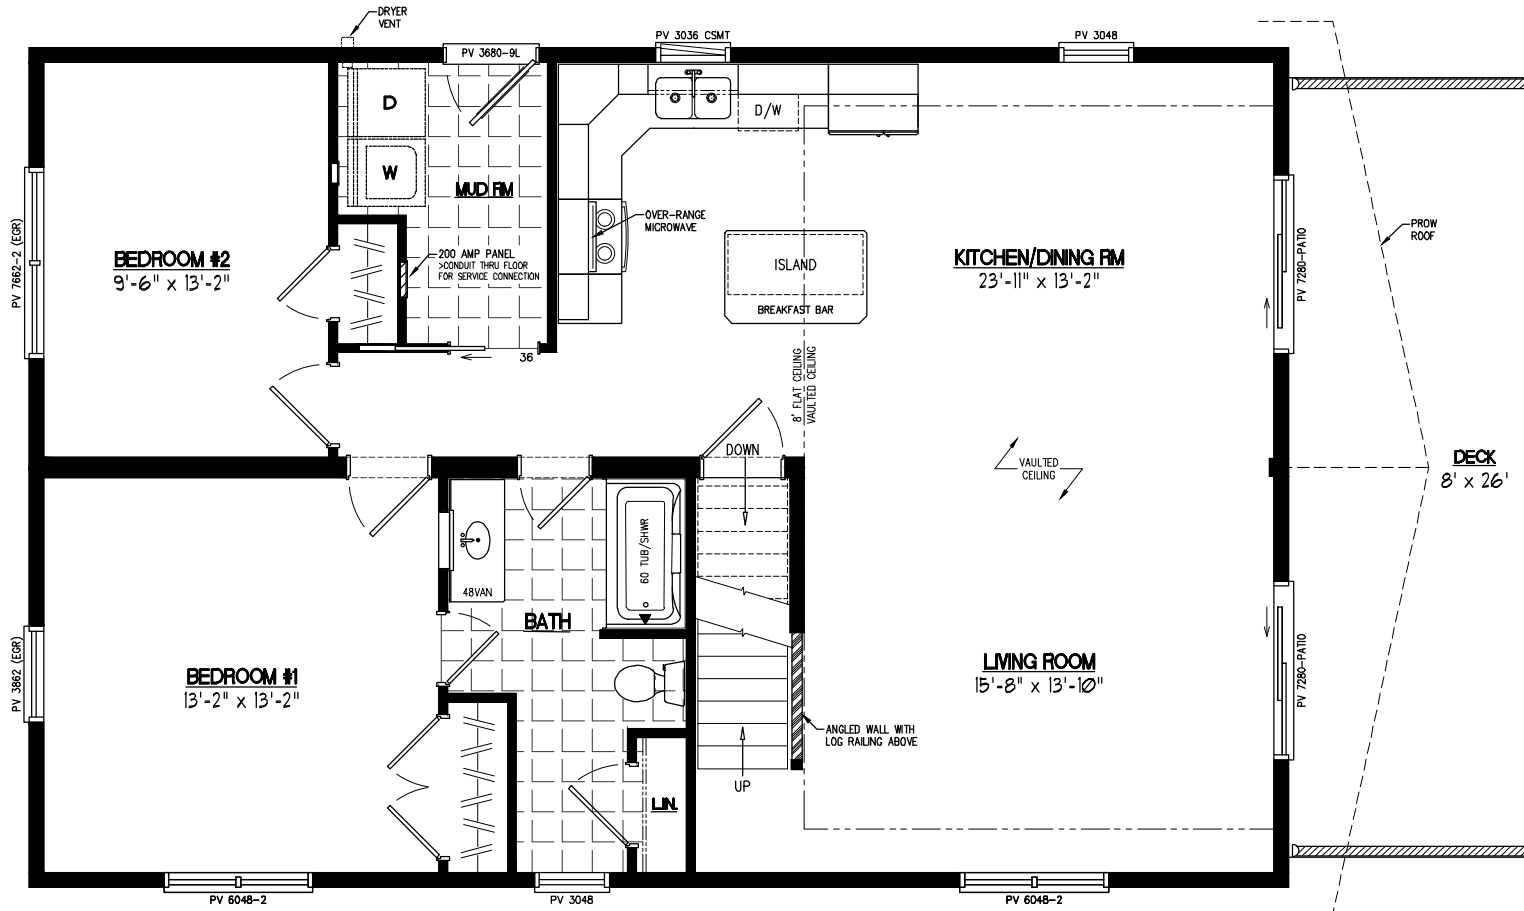 DRYER
VENT
PV 3680-9L
PV 3036 CSMT
PV 3048
D
W
D/W
MUD RM
OVER-RANGE
MICROWAVE
PROW
ROOF
PV 7662-2 (EGR)
BEDROOM #2
9'-6" x 13'-2"
200 AMP PANEL
>CONDUIT THRU FLOOR
FOR SERVICE CONNECTION
ISLAND
BREAKFAST BAR
KITCHEN/DINING RM
23'-11" x 13'-2"
PV 7280-PATIO
36
8' FLAT CEILING
VAULTED CEILING
DOWN
VAULTED
CEILING
DECK
8' x 26'
60 TUB/SHWR
48VAN
BATH
PV 3862 (EGR)
BEDROOM #1
13'-2" x 13'-2"
LIVING ROOM
15'-8" x 13'-10"
PV 7280-PATIO
ANGLED WALL WITH
LOG RAILING ABOVE
UP
LIN.
PV 6048-2
PV 3048
PV 6048-2